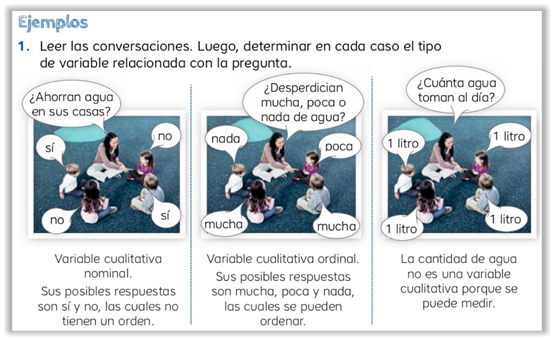 Ejemplos
1. Leer las conversaciones. Luego, determinar en cada caso el tipo
de variable relacionada con la pregunta.
¿Ahorran agua
en sus casas?
sí
no
no
sí
Variable cualitativa
nominal.
Sus posibles respuestas
son sí y no, las cuales no
tienen un orden.
¿Desperdician
mucha, poca o
nada de agua?
nada
poca
mucha
mucha
Variable cualitativa ordinal.
Sus posibles respuestas
son mucha, poca y nada,
las cuales se pueden
ordenar.
¿Cuánta agua
toman al día?
1 litro
1 litro
1 litro
1 litro
La cantidad de agua
no es una variable
cualitativa porque se
puede medir.